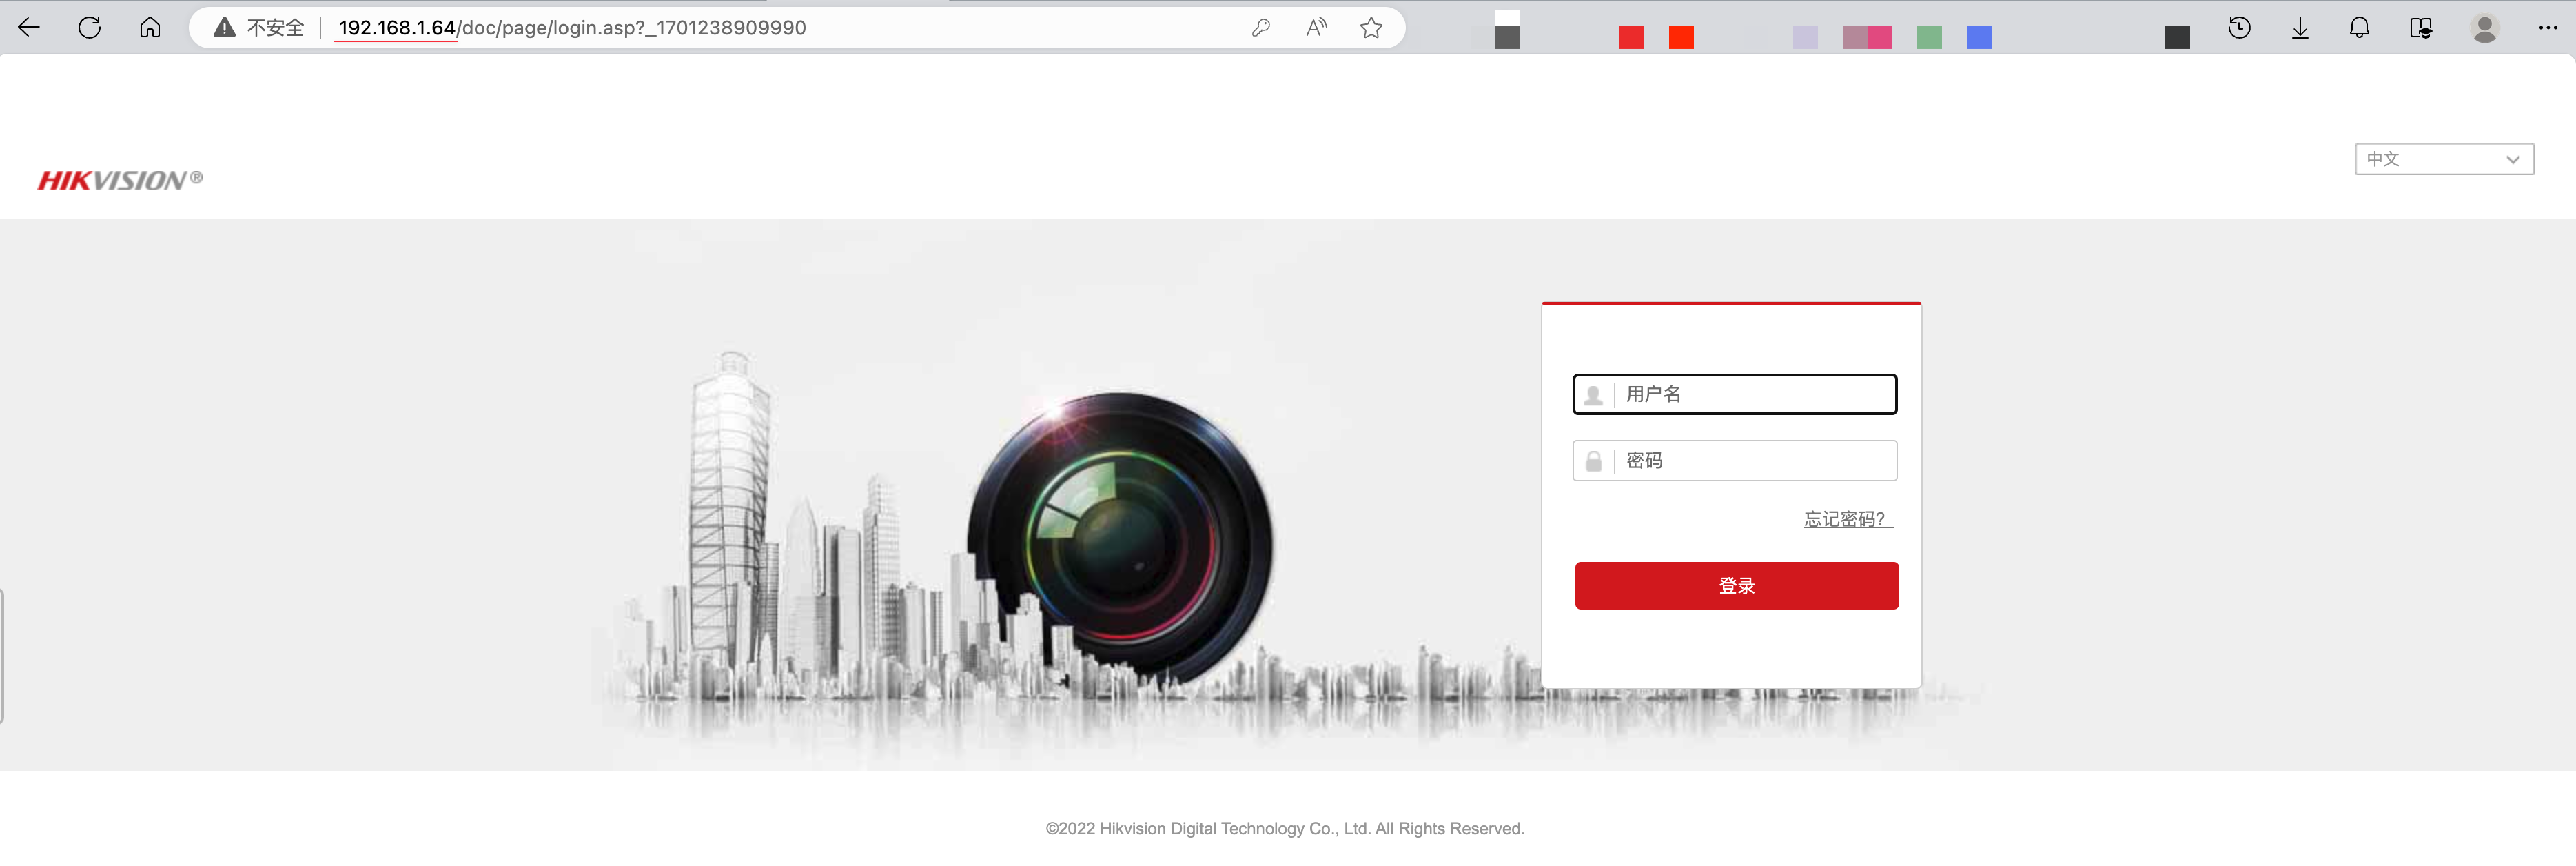 不安全 192.168.1.64/doc/page/login.asp?_1701238909990
HIKVISION®
中文
用户名
密码
忘记密码?
登录
©2022 Hikvision Digital Technology Co., Ltd. All Rights Reserved.